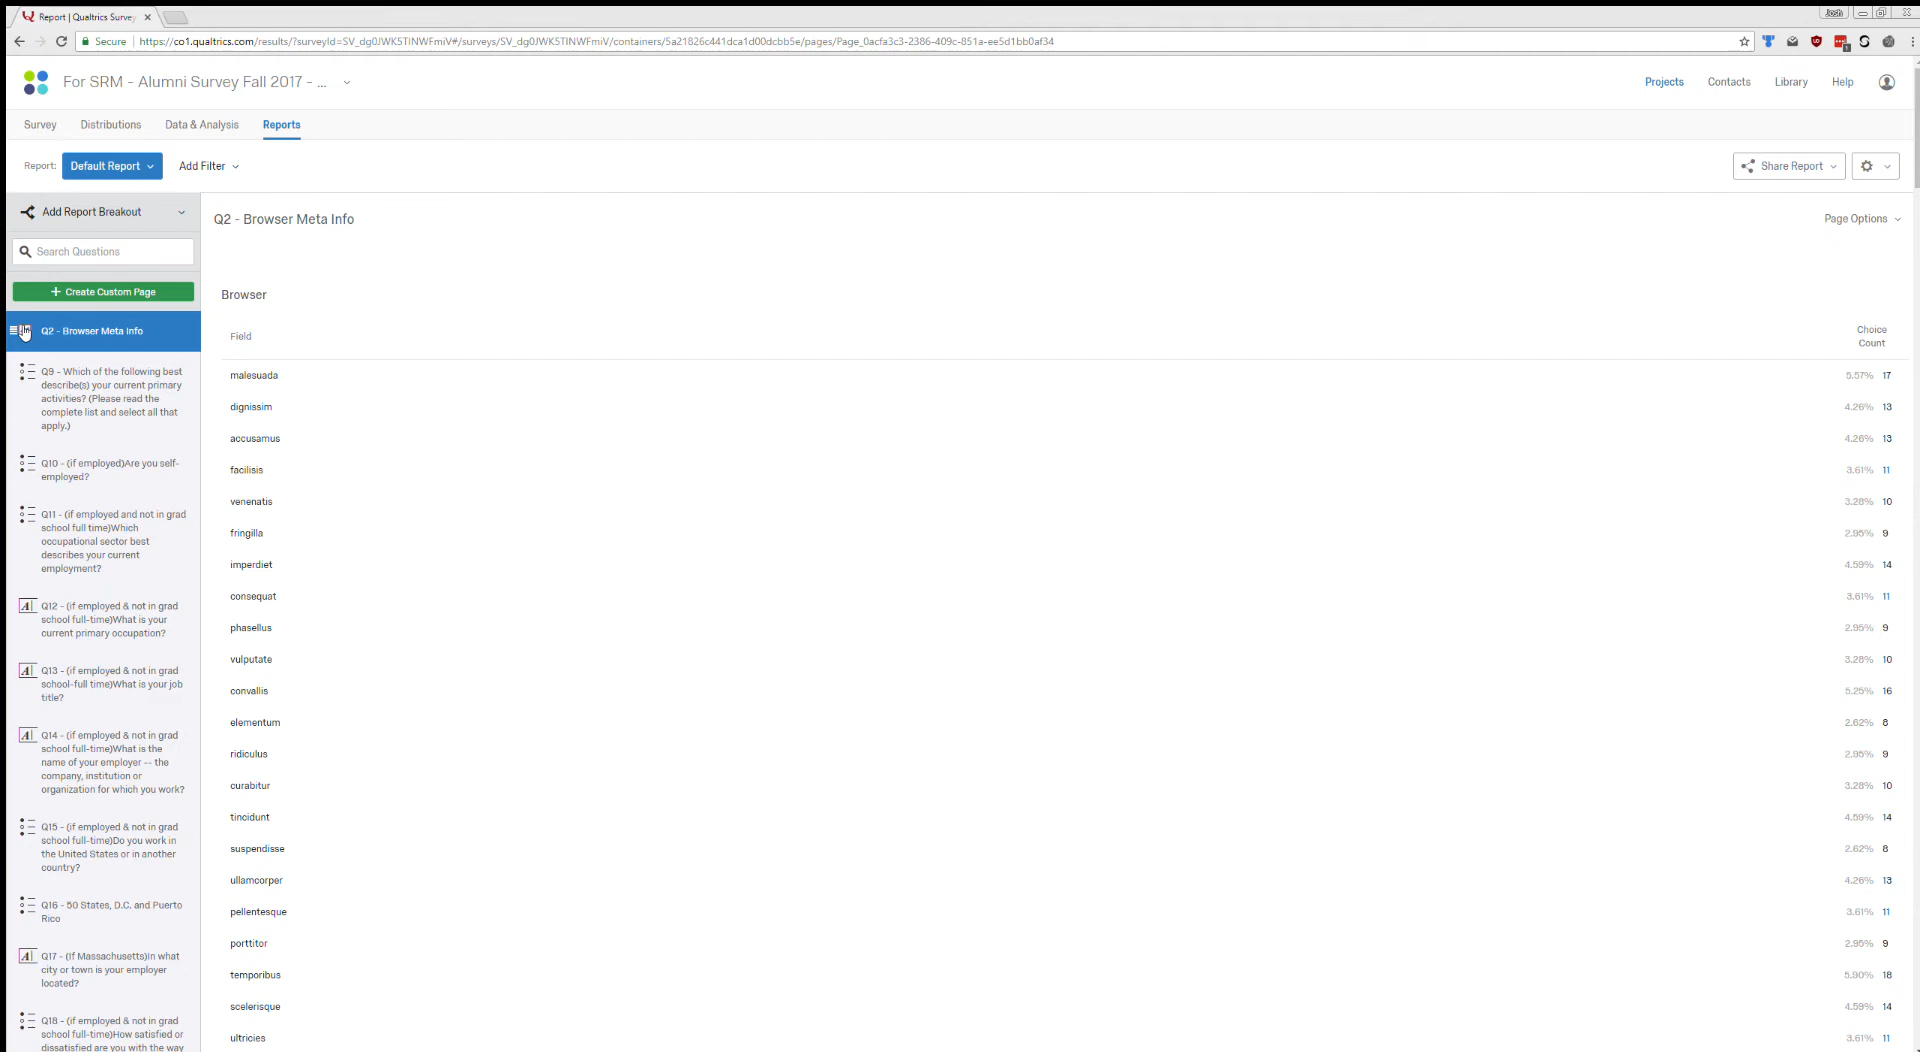 Report | Qualtrics Survey
Josh
Secure https://co1.qualtrics.com/results/?surveyId=SV_dg0JWK5TINWFmiV#/surveys/SV_dg0JWK5TINWFmiV/containers/5a21826c441dca1d00dcbb5e/pages/Page_0acfa3c3-2386-409c-851a-ee5d1bb0af34
For SRM - Alumni Survey Fall 2017 - ...
Projects Contacts Library Help
Survey Distributions Data & Analysis Reports
Report: Default Report Add Filter Share Report
Add Report Breakout
Search Questions
+ Create Custom Page
Q2 - Browser Meta Info
Q9 - Which of the following best
describe(s) your current primary
activities? (Please read the
complete list and select all that
apply.)
Q10 - (if employed)Are you self-
employed?
Q11 - (if employed and not in grad
school full time)Which
occupational sector best
describes your current
employment?
Q12 - (if employed & not in grad
school full-time)What is your
current primary occupation?
Q13 - (if employed & not in grad
school-full time)What is your job
title?
Q14 - (if employed & not in grad
school full-time)What is the
name of your employer -- the
company, institution or
organization for which you work?
Q15 - (if employed & not in grad
school full-time)Do you work in
the United States or in another
country?
Q16 - 50 States, D.C. and Puerto
Rico
Q17 - (If Massachusetts)In what
city or town is your employer
located?
Q18 - (if employed & not in grad
school full-time)How satisfied or
dissatisfied are you with the way
Q2 - Browser Meta Info
Page Options
Browser
Field Choice
Count
malesuada 5.57% 17
dignissim 4.26% 13
accusamus 4.26% 13
facilisis 3.61% 11
venenatis 3.28% 10
fringilla 2.95% 9
imperdiet 4.59% 14
consequat 3.61% 11
phasellus 2.95% 9
vulputate 3.28% 10
convallis 5.25% 16
elementum 2.62% 8
ridiculus 2.95% 9
curabitur 3.28% 10
tincidunt 4.59% 14
suspendisse 2.62% 8
ullamcorper 4.26% 13
pellentesque 3.61% 11
porttitor 2.95% 9
temporibus 5.90% 18
scelerisque 4.59% 14
ultricies 3.61% 11